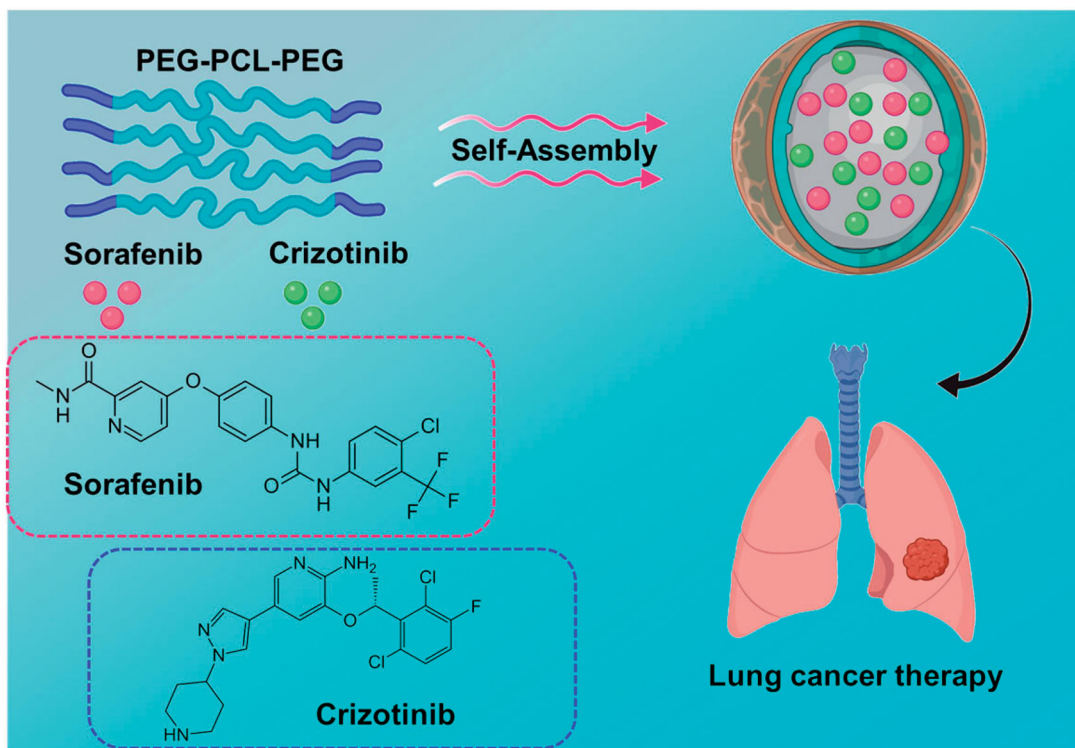 PEG-PCL-PEG
Self-Assembly
Sorafenib
Crizotinib
O
N
H
N
O
NH
O
N
H
Cl
F
F
F
Sorafenib
N
NH₂
Cl
F
O
N
N
Cl
HN
Crizotinib
Lung cancer therapy